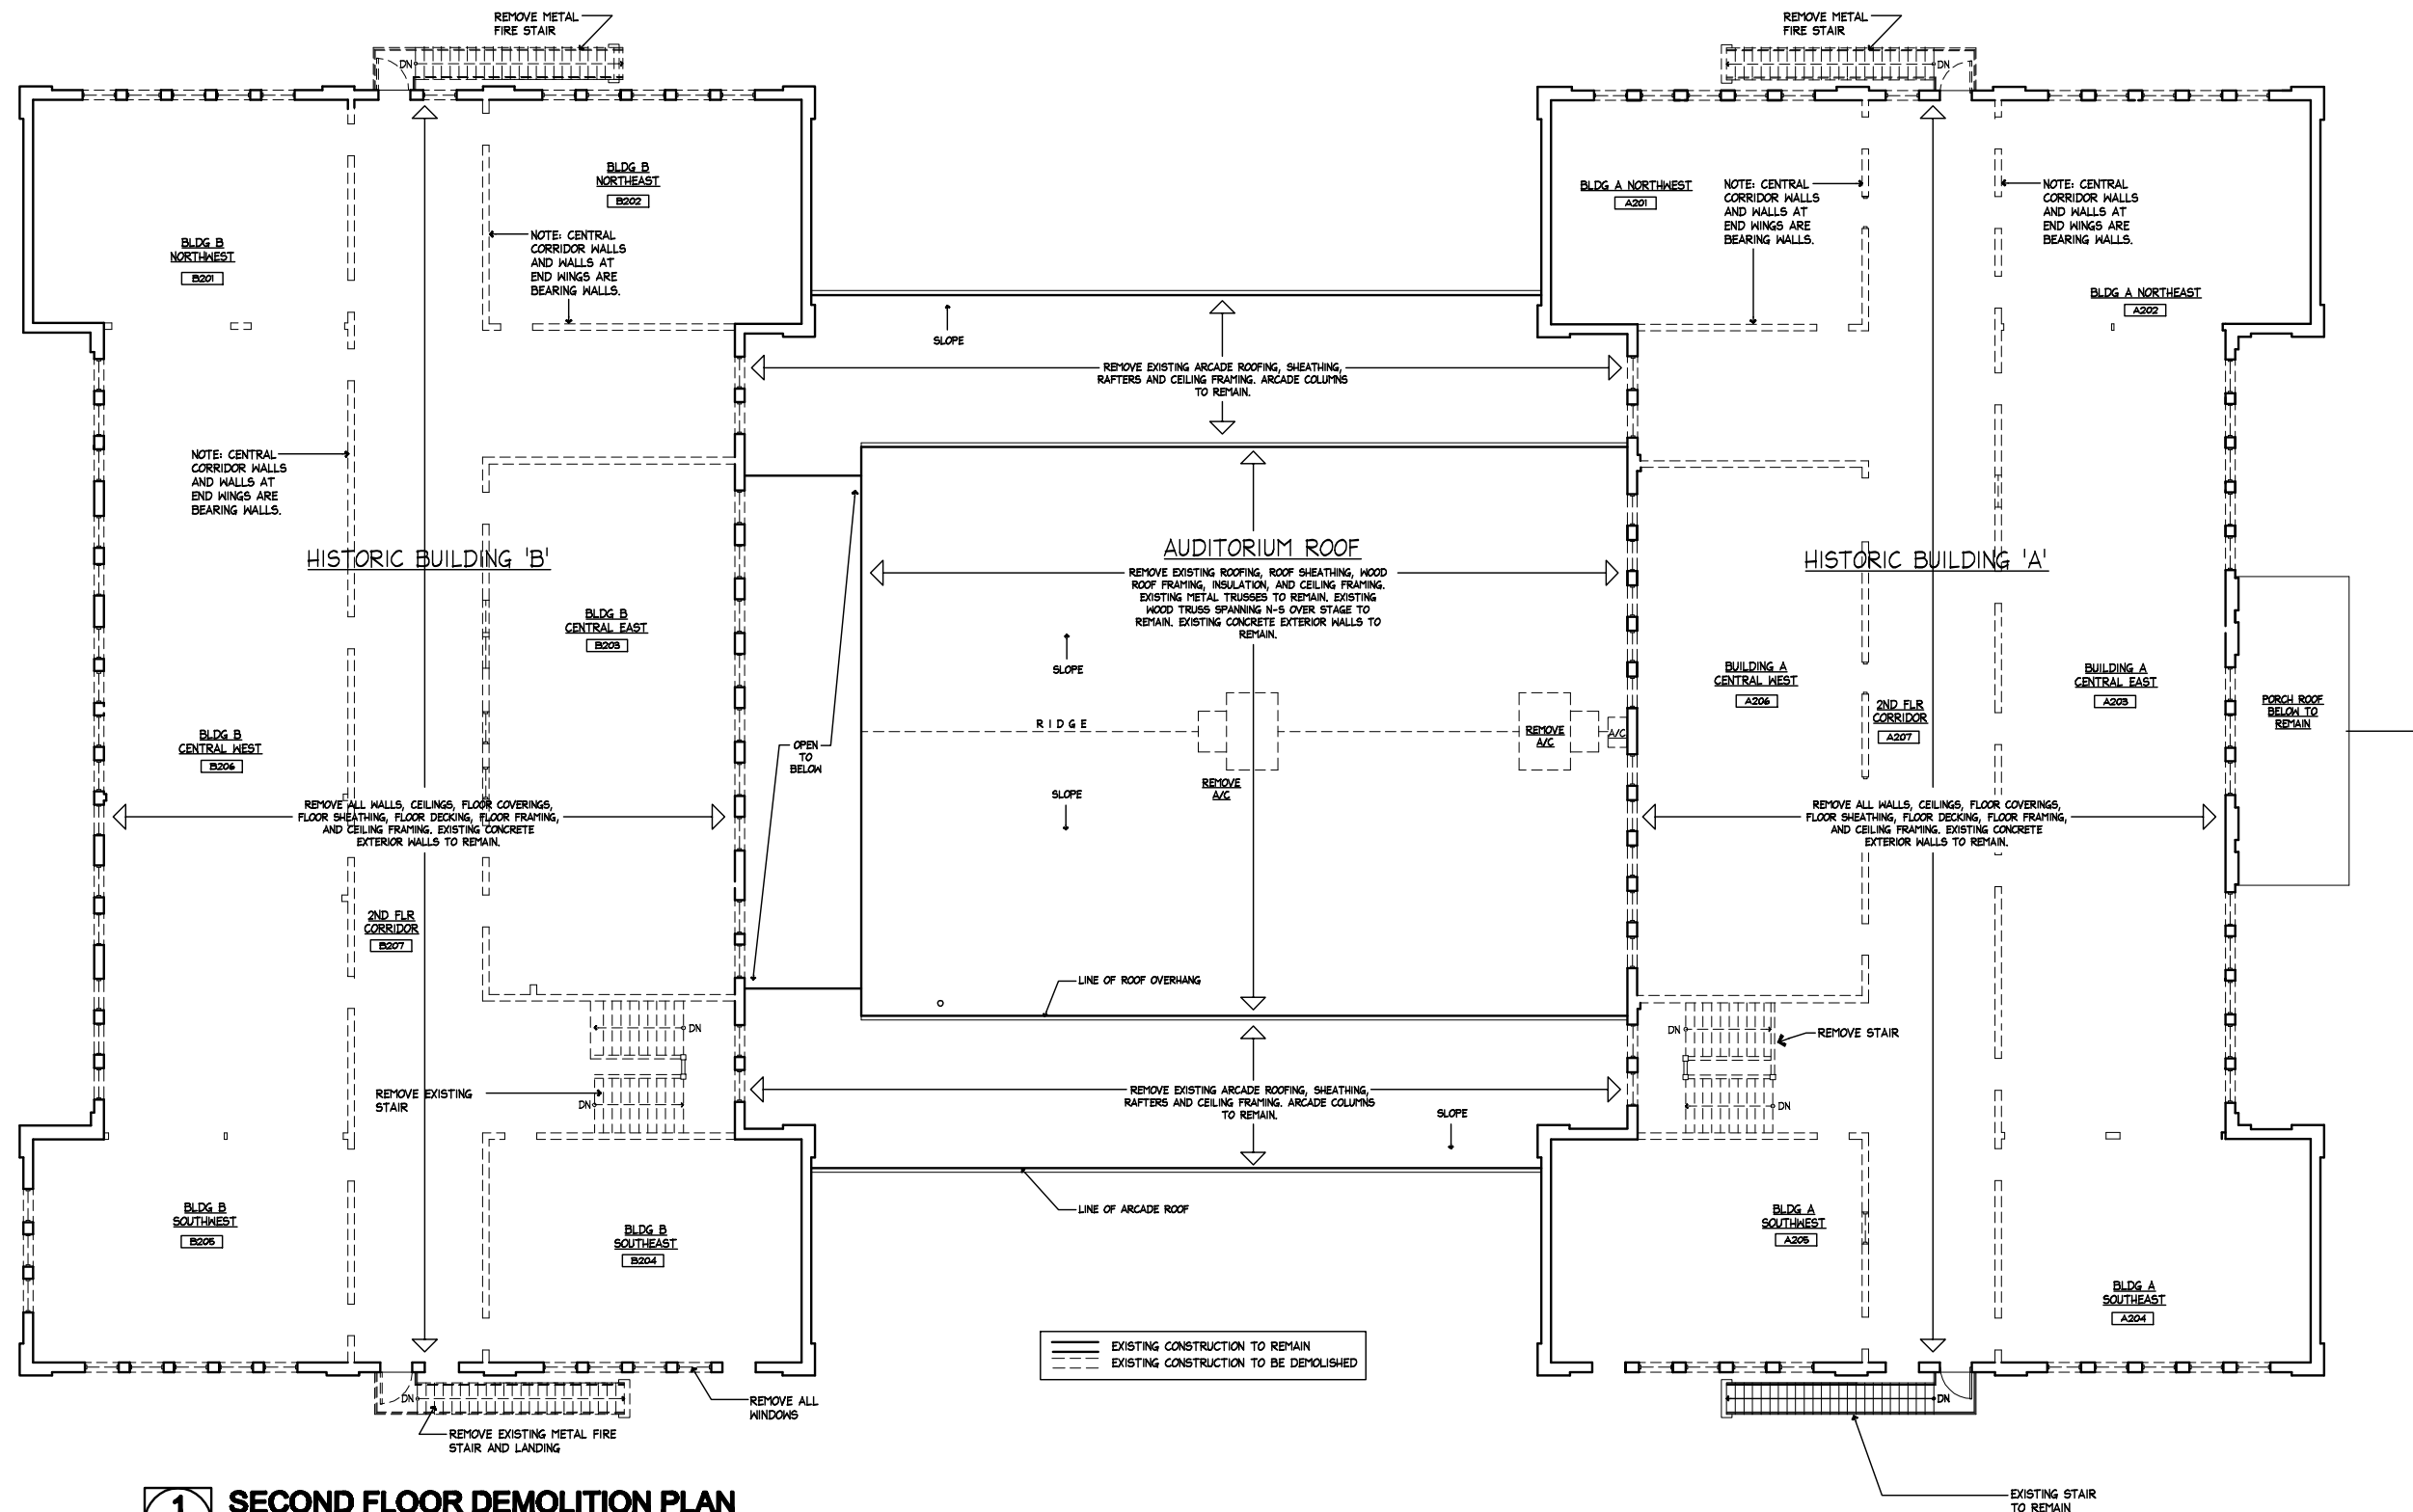 REMOVE METAL
FIRE STAIR
DN
REMOVE METAL
FIRE STAIR
DN
BLDG B
NORTHEAST
B202
BLDG B
NORTHWEST
B201
NOTE: CENTRAL
CORRIDOR WALLS
AND WALLS AT
END WINGS ARE
BEARING WALLS.
BLDG A NORTHWEST
A201
NOTE: CENTRAL
CORRIDOR WALLS
AND WALLS AT
END WINGS ARE
BEARING WALLS.
NOTE: CENTRAL
CORRIDOR WALLS
AND WALLS AT
END WINGS ARE
BEARING WALLS.
BLDG A NORTHEAST
A202
SLOPE
REMOVE EXISTING ARCADE ROOFING, SHEATHING,
RAFTERS AND CEILING FRAMING. ARCADE COLUMNS
TO REMAIN.
NOTE: CENTRAL
CORRIDOR WALLS
AND WALLS AT
END WINGS ARE
BEARING WALLS.
HISTORIC BUILDING 'B'
AUDITORIUM ROOF
REMOVE EXISTING ROOFING, ROOF SHEATHING, WOOD
ROOF FRAMING, INSULATION, AND CEILING FRAMING.
EXISTING METAL TRUSSES TO REMAIN. EXISTING
WOOD TRUSS SPANNING N-S OVER STAGE TO
REMAIN. EXISTING CONCRETE EXTERIOR WALLS TO
REMAIN.
HISTORIC BUILDING 'A'
BLDG B
CENTRAL EAST
B203
SLOPE
BUILDING A
CENTRAL WEST
A206
BUILDING A
CENTRAL EAST
A203
2ND FLR
CORRIDOR
A207
PORCH ROOF
BELOW TO
REMAIN
BLDG B
CENTRAL WEST
B206
OPEN
TO
BELOW
RIDGE
REMOVE
A/C
A/C
REMOVE
A/C
SLOPE
REMOVE ALL WALLS, CEILINGS, FLOOR COVERINGS,
FLOOR SHEATHING, FLOOR DECKING, FLOOR FRAMING,
AND CEILING FRAMING. EXISTING CONCRETE
EXTERIOR WALLS TO REMAIN.
REMOVE ALL WALLS, CEILINGS, FLOOR COVERINGS,
FLOOR SHEATHING, FLOOR DECKING, FLOOR FRAMING,
AND CEILING FRAMING. EXISTING CONCRETE
EXTERIOR WALLS TO REMAIN.
2ND FLR
CORRIDOR
B207
LINE OF ROOF OVERHANG
DN
DN
REMOVE STAIR
REMOVE EXISTING
STAIR
DN
REMOVE EXISTING ARCADE ROOFING, SHEATHING,
RAFTERS AND CEILING FRAMING. ARCADE COLUMNS
TO REMAIN.
SLOPE
DN
BLDG B
SOUTHWEST
B205
BLDG B
SOUTHEAST
B204
LINE OF ARCADE ROOF
BLDG A
SOUTHWEST
A205
BLDG A
SOUTHEAST
A204
EXISTING CONSTRUCTION TO REMAIN
EXISTING CONSTRUCTION TO BE DEMOLISHED
DN
REMOVE ALL
WINDOWS
DN
REMOVE EXISTING METAL FIRE
STAIR AND LANDING
EXISTING STAIR
TO REMAIN
1
SECOND FLOOR DEMOLITION PLAN